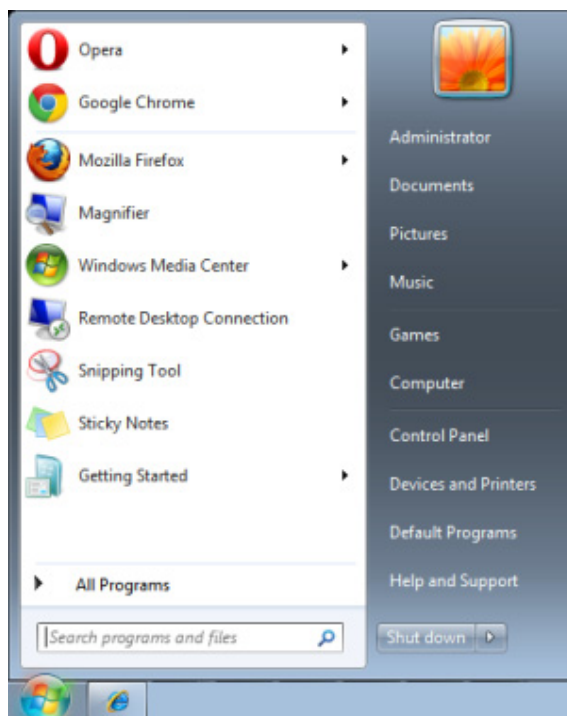 Opera
Google Chrome
Mozilla Firefox
Magnifier
Windows Media Center
Remote Desktop Connection
Snipping Tool
Sticky Notes
Getting Started
All Programs
Search programs and files
Administrator
Documents
Pictures
Music
Games
Computer
Control Panel
Devices and Printers
Default Programs
Help and Support
Shut down